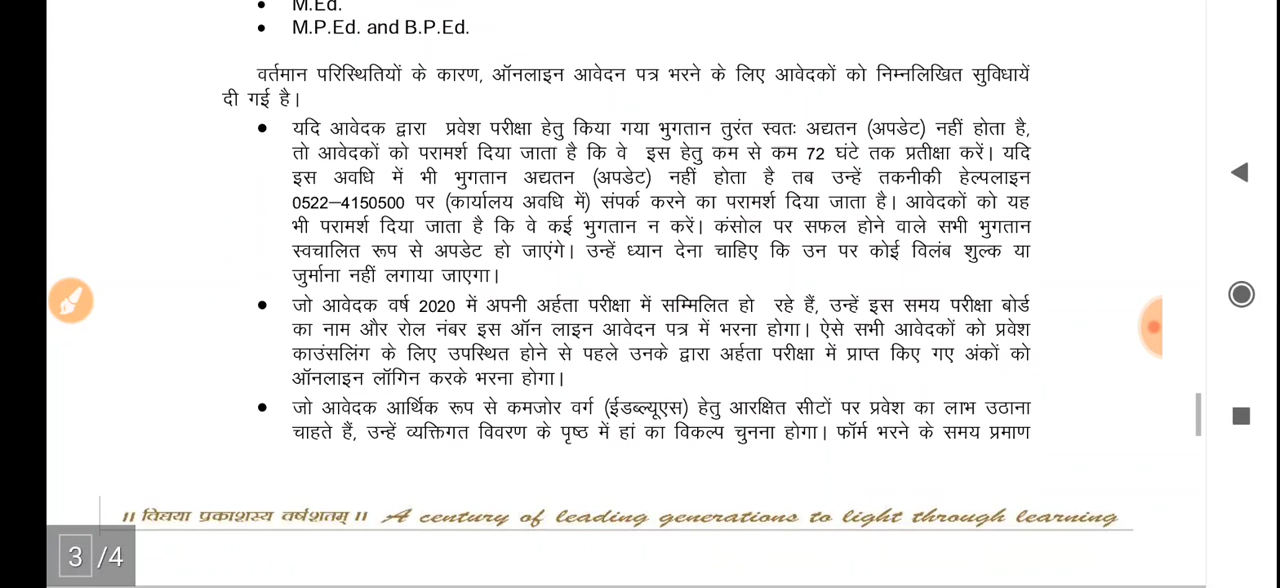 • M.Ed.
• M.P.Ed. and B.P.Ed.
वर्तमान परिस्थितियों के कारण, ऑनलाइन आवेदन पत्र भरने के लिए आवेदकों को निम्नलिखित सुविधायें
दी गई है।
• यदि आवेदक द्वारा प्रवेश परीक्षा हेतु किया गया भुगतान तुरंत स्वतः अद्यतन (अपडेट) नहीं होता है,
तो आवेदकों को परामर्श दिया जाता है कि वे इस हेतु कम से कम 72 घंटे तक प्रतीक्षा करें। यदि
इस अवधि में भी भुगतान अद्यतन (अपडेट) नहीं होता है तब उन्हें तकनीकी हेल्पलाइन
0522–4150500 पर (कार्यालय अवधि में) संपर्क करने का परामर्श दिया जाता है। आवेदकों को यह
भी परामर्श दिया जाता है कि वे कई भुगतान न करें। कंसोल पर सफल होने वाले सभी भुगतान
स्वचालित रूप से अपडेट हो जाएंगे। उन्हें ध्यान देना चाहिए कि उन पर कोई विलंब शुल्क या
जुर्माना नहीं लगाया जाएगा।
• जो आवेदक वर्ष 2020 में अपनी अर्हता परीक्षा में सम्मिलित हो रहे हैं, उन्हें इस समय परीक्षा बोर्ड
का नाम और रोल नंबर इस ऑन लाइन आवेदन पत्र में भरना होगा। ऐसे सभी आवेदकों को प्रवेश
काउंसलिंग के लिए उपस्थित होने से पहले उनके द्वारा अर्हता परीक्षा में प्राप्त किए गए अंकों को
ऑनलाइन लॉगिन करके भरना होगा।
• जो आवेदक आर्थिक रूप से कमजोर वर्ग (ईडब्ल्यूएस) हेतु आरक्षित सीटों पर प्रवेश का लाभ उठाना
चाहते हैं, उन्हें व्यक्तिगत विवरण के पृष्ठ में हां का विकल्प चुनना होगा। फॉर्म भरने के समय प्रमाण
।। विद्यया प्रकाशस्य वर्षशतम् ।। A century of leading generations to light through learning
3 /4